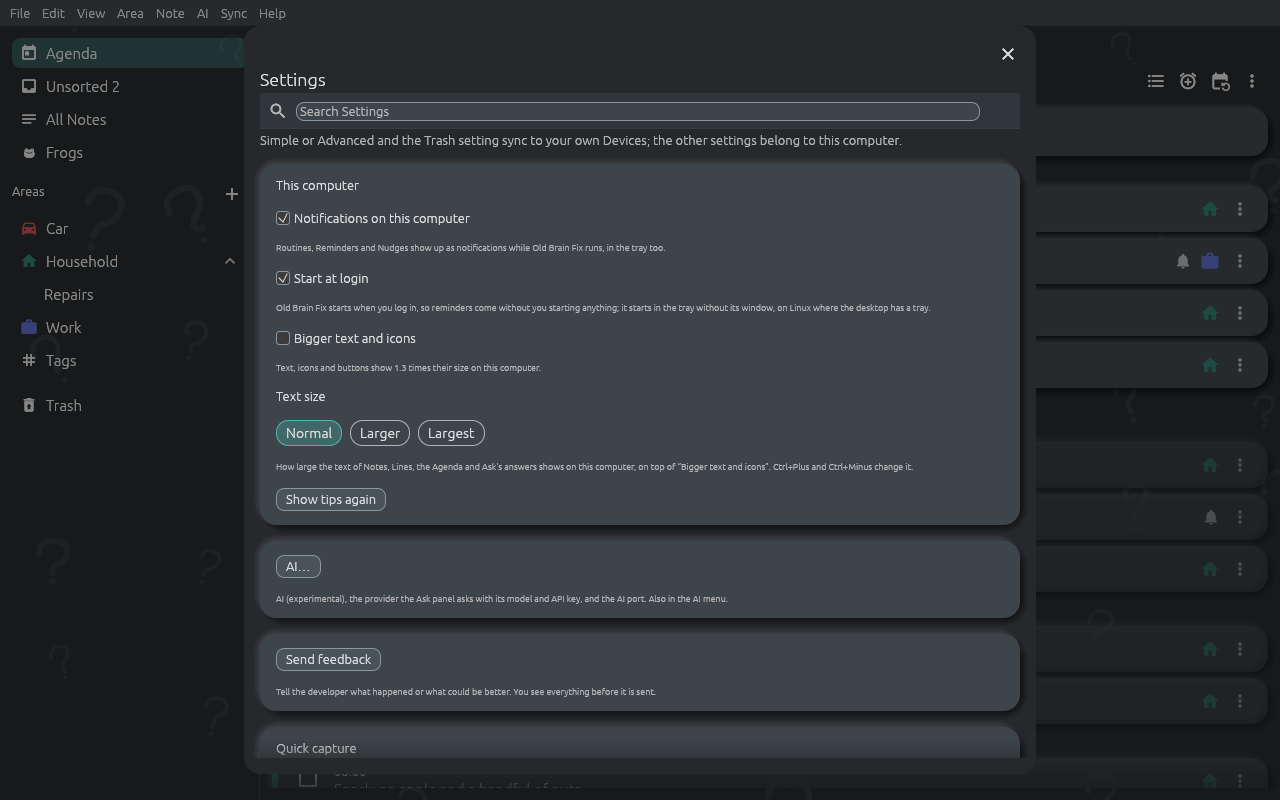 File Edit View Area Note AI Sync Help
Agenda
Unsorted 2
All Notes
Frogs
Areas
Car
Household
Repairs
Work
Tags
Trash
Settings
Search Settings
Simple or Advanced and the Trash setting sync to your own Devices; the other settings belong to this computer.
This computer
Notifications on this computer
Routines, Reminders and Nudges show up as notifications while Old Brain Fix runs, in the tray too.
Start at login
Old Brain Fix starts when you log in, so reminders come without you starting anything; it starts in the tray without its window, on Linux where the desktop has a tray.
Bigger text and icons
Text, icons and buttons show 1.3 times their size on this computer.
Text size
Normal Larger Largest
How large the text of Notes, Lines, the Agenda and Ask's answers shows on this computer, on top of "Bigger text and icons". Ctrl+Plus and Ctrl+Minus change it.
Show tips again
AI...
AI (experimental), the provider the Ask panel asks with its model and API key, and the AI port. Also in the AI menu.
Send feedback
Tell the developer what happened or what could be better. You see everything before it is sent.
Quick capture